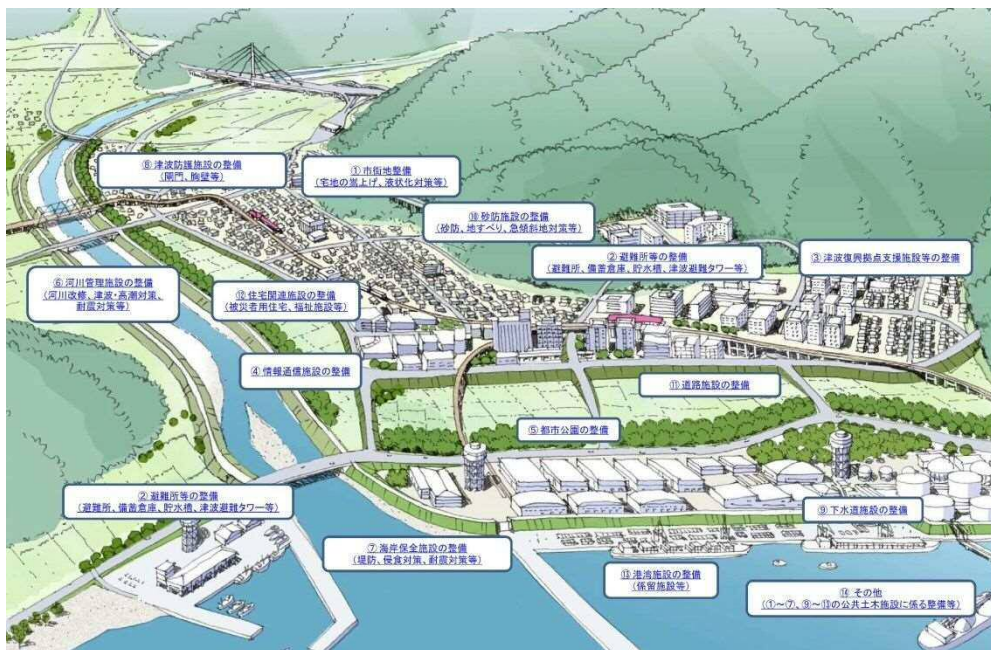 ⑧ 津波防護施設の整備
(閘門、胸壁等)
① 市街地整備
(宅地の嵩上げ、液状化対策等)
⑩ 砂防施設の整備
(砂防、地すべり、急傾斜地対策等)
② 避難所等の整備
(避難所、備蓄倉庫、貯水槽、津波避難タワー等)
③ 津波復興拠点支援施設等の整備
⑥ 河川管理施設の整備
(河川改修、津波・高潮対策、
耐震対策等)
⑫ 住宅関連施設の整備
(被災者用住宅、福祉施設等)
④ 情報通信施設の整備
⑪ 道路施設の整備
⑤ 都市公園の整備
② 避難所等の整備
(避難所、備蓄倉庫、貯水槽、津波避難タワー等)
⑨ 下水道施設の整備
⑦ 海岸保全施設の整備
(堤防、侵食対策、耐震対策等)
⑬ 港湾施設の整備
(係留施設等)
⑭ その他
(①~⑦、⑨~⑬の公共土木施設に係る整備等)